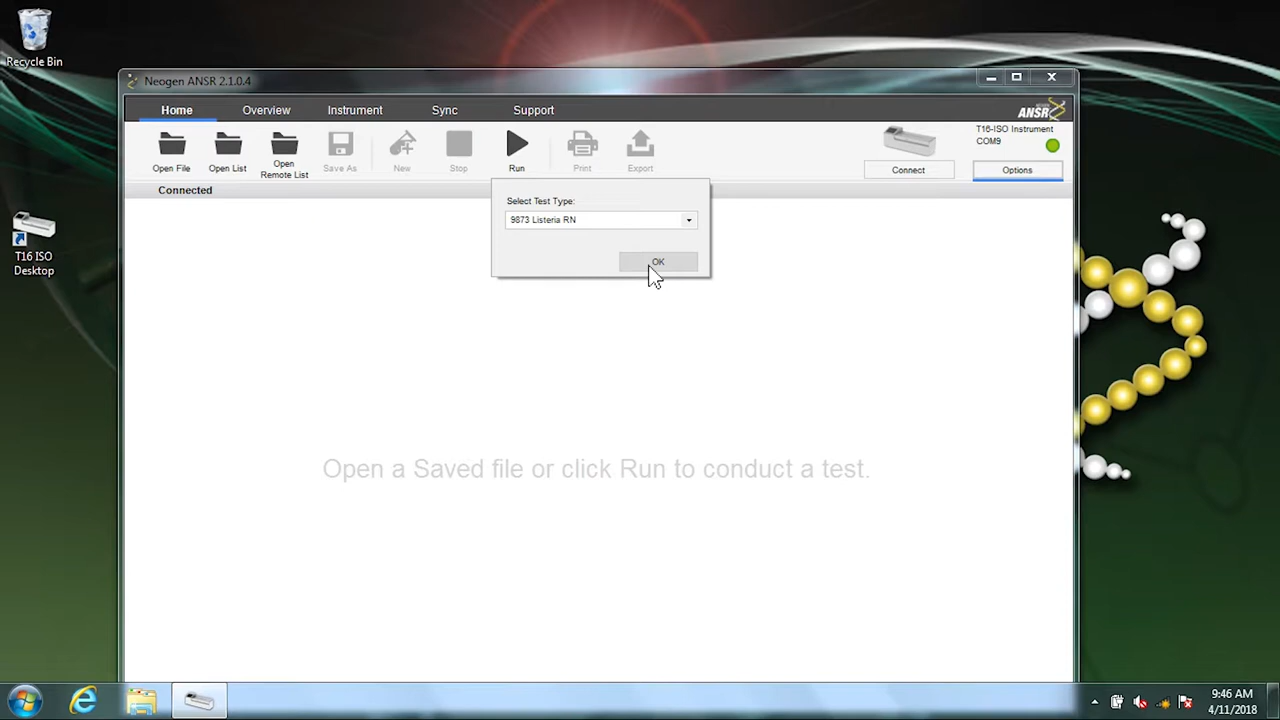 Recycle Bin
Neogen ANSR 2.1.0.4
Home
Overview
Instrument
Sync
Support
ANSR
Open File
Open List
Open
Remote List
Save As
New
Stop
Run
Print
Export
T16-ISO Instrument
COM9
Connect
Options
Connected
Select Test Type:
9873 Listeria RN
OK
T16 ISO
Desktop
Open a Saved file or click Run to conduct a test.
9:46 AM
4/11/2018